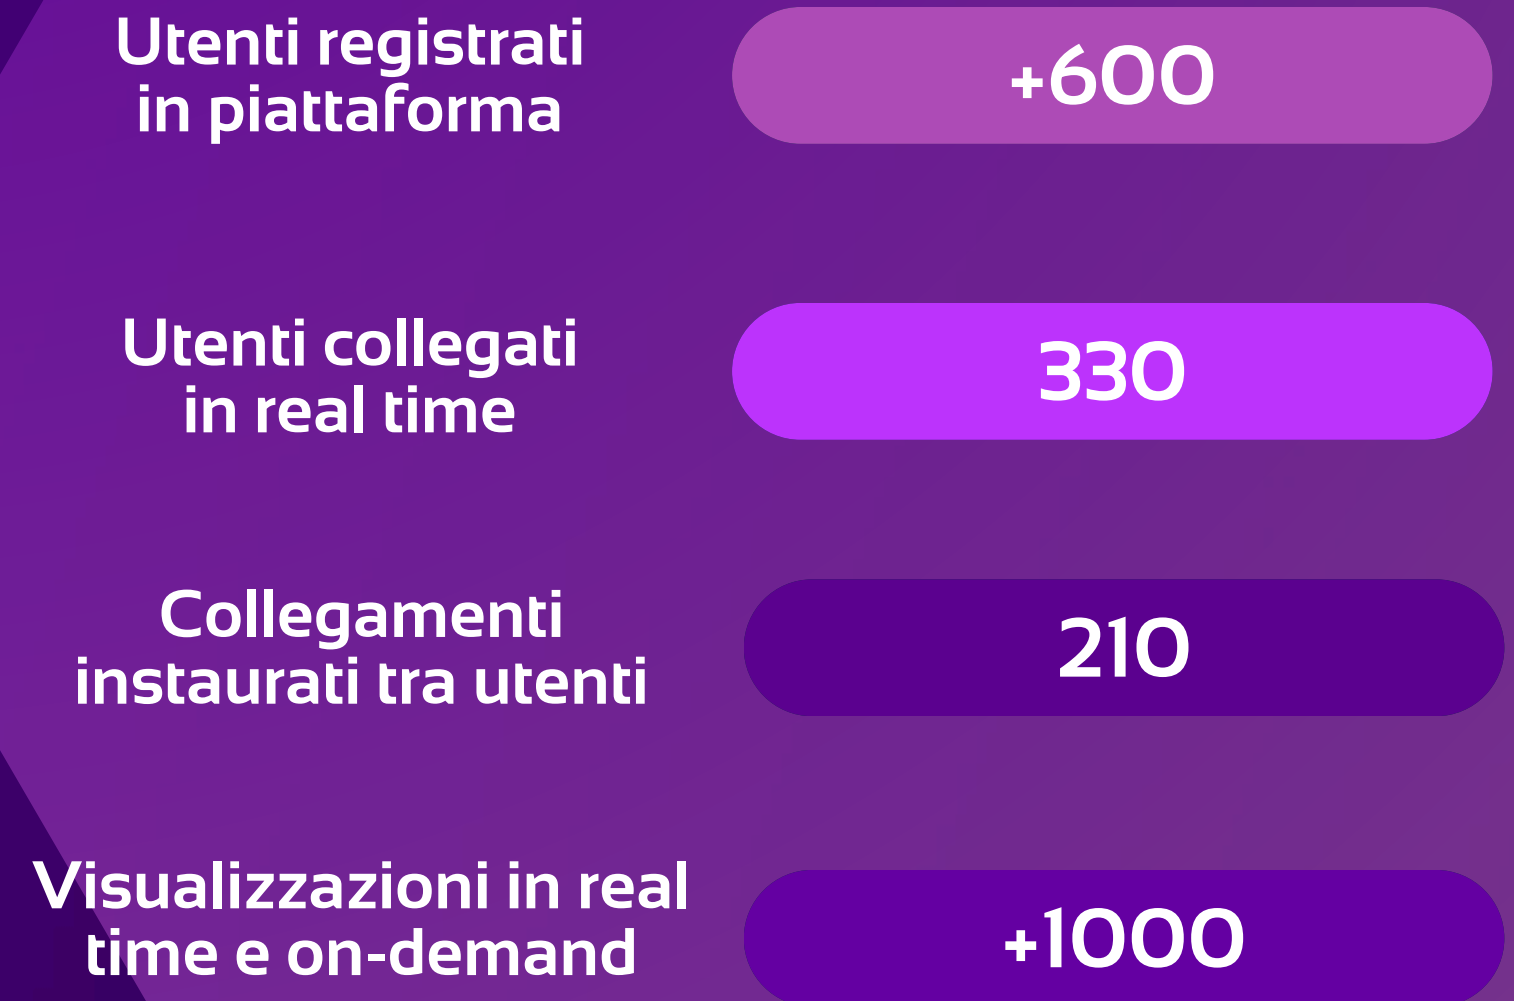 Utenti registrati
in piattaforma
+600
Utenti collegati
in real time
330
Collegamenti
instaurati tra utenti
210
Visualizzazioni in real
time e on-demand
+1000